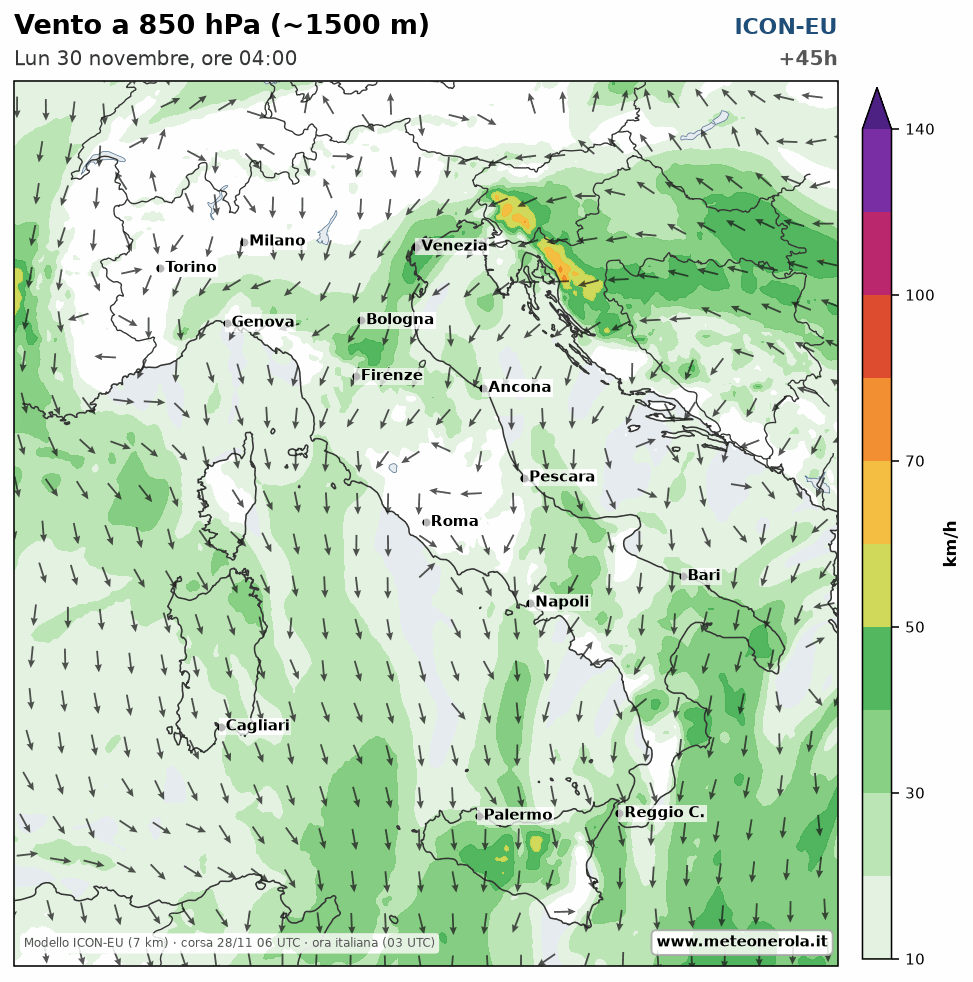 Vento a 850 hPa (~1500 m)
ICON-EU
Lun 30 novembre, ore 04:00
+45h
140
Venezia
Milano
Torino
100
Genova
Bologna
Firenze
Ancona
70
Pescara
Roma
km/h
Bari
Napoli
50
Cagliari
30
Palermo
Reggio C.
Modello ICON-EU (7 km) · corsa 28/11 06 UTC · ora italiana (03 UTC)
www.meteonerola.it
10